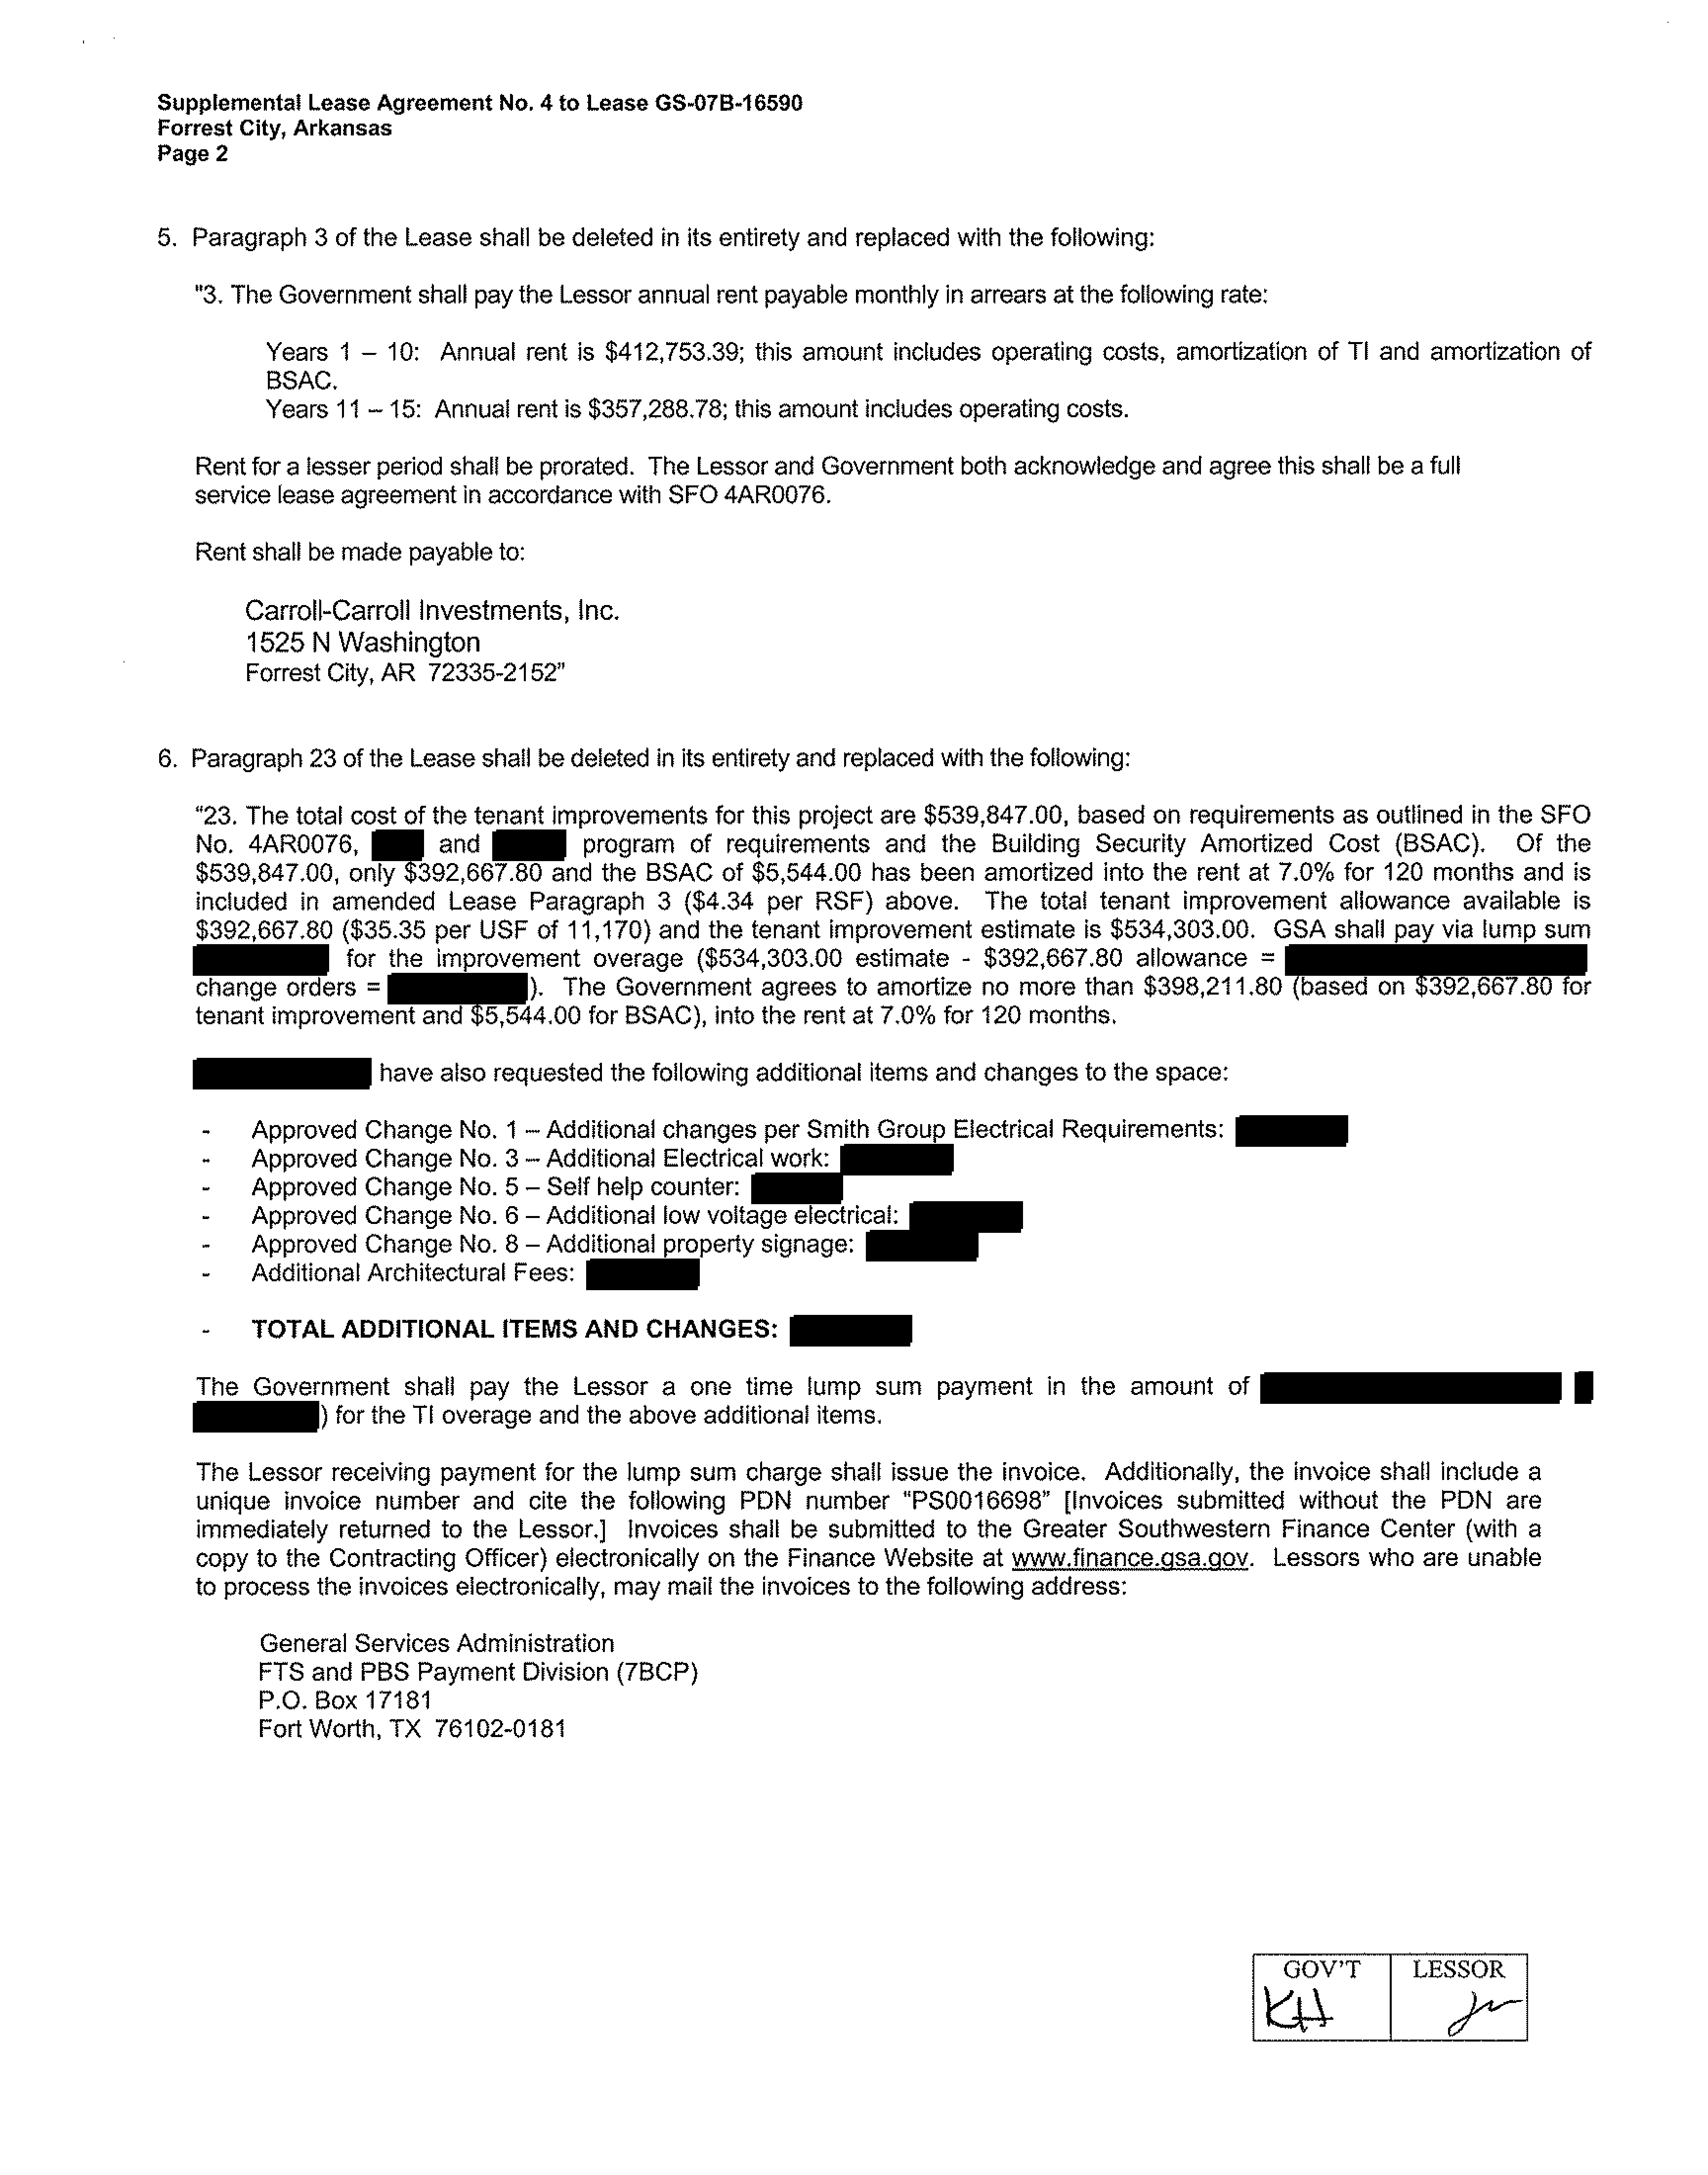 Supplemental Lease Agreement No. 4 to Lease GS-07B-16590
Forrest City, Arkansas
Page 2
5. Paragraph 3 of the Lease shall be deleted in its entirety and replaced with the following:
"3. The Government shall pay the Lessor annual rent payable monthly in arrears at the following rate:
Years 1 – 10: Annual rent is $412,753.39; this amount includes operating costs, amortization of TI and amortization of
BSAC.
Years 11 – 15: Annual rent is $357,288.78; this amount includes operating costs.
Rent for a lesser period shall be prorated. The Lessor and Government both acknowledge and agree this shall be a full
service lease agreement in accordance with SFO 4AR0076.
Rent shall be made payable to:
Carroll-Carroll Investments, Inc.
1525 N Washington
Forrest City, AR 72335-2152”
6. Paragraph 23 of the Lease shall be deleted in its entirety and replaced with the following:
“23. The total cost of the tenant improvements for this project are $539,847.00, based on requirements as outlined in the SFO
No. 4AR0076, and program of requirements and the Building Security Amortized Cost (BSAC). Of the
$539,847.00, only $392,667.80 and the BSAC of $5,544.00 has been amortized into the rent at 7.0% for 120 months and is
included in amended Lease Paragraph 3 ($4.34 per RSF) above. The total tenant improvement allowance available is
$392,667.80 ($35.35 per USF of 11,170) and the tenant improvement estimate is $534,303.00. GSA shall pay via lump sum
for the improvement overage ($534,303.00 estimate - $392,667.80 allowance =
change orders = ). The Government agrees to amortize no more than $398,211.80 (based on $392,667.80 for
tenant improvement and $5,544.00 for BSAC), into the rent at 7.0% for 120 months.
have also requested the following additional items and changes to the space:
- Approved Change No. 1 – Additional changes per Smith Group Electrical Requirements:
- Approved Change No. 3 – Additional Electrical work:
- Approved Change No. 5 – Self help counter:
- Approved Change No. 6 – Additional low voltage electrical:
- Approved Change No. 8 – Additional property signage:
- Additional Architectural Fees:
- TOTAL ADDITIONAL ITEMS AND CHANGES:
The Government shall pay the Lessor a one time lump sum payment in the amount of
) for the TI overage and the above additional items.
The Lessor receiving payment for the lump sum charge shall issue the invoice. Additionally, the invoice shall include a
unique invoice number and cite the following PDN number "PS0016698" [Invoices submitted without the PDN are
immediately returned to the Lessor.] Invoices shall be submitted to the Greater Southwestern Finance Center (with a
copy to the Contracting Officer) electronically on the Finance Website at www.finance.gsa.gov. Lessors who are unable
to process the invoices electronically, may mail the invoices to the following address:
General Services Administration
FTS and PBS Payment Division (7BCP)
P.O. Box 17181
Fort Worth, TX 76102-0181
GOV'T LESSOR
KH